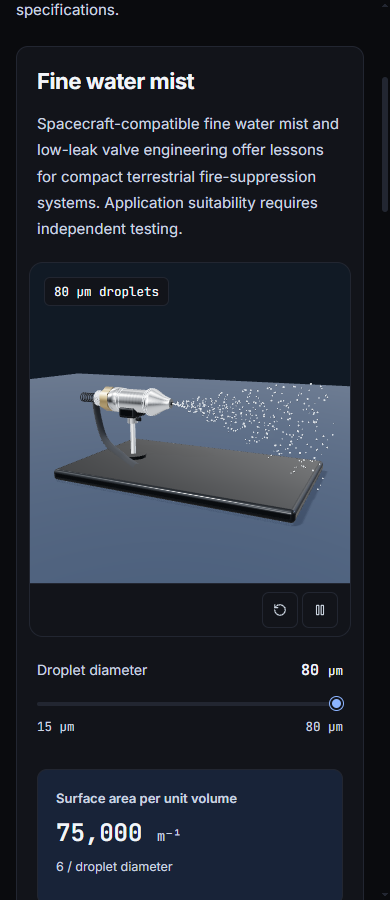 specifications.
Fine water mist
Spacecraft-compatible fine water mist and
low-leak valve engineering offer lessons
for compact terrestrial fire-suppression
systems. Application suitability requires
independent testing.
80 µm droplets
Droplet diameter 80 µm
15 µm 80 µm
Surface area per unit volume
75,000 m⁻¹
6 / droplet diameter